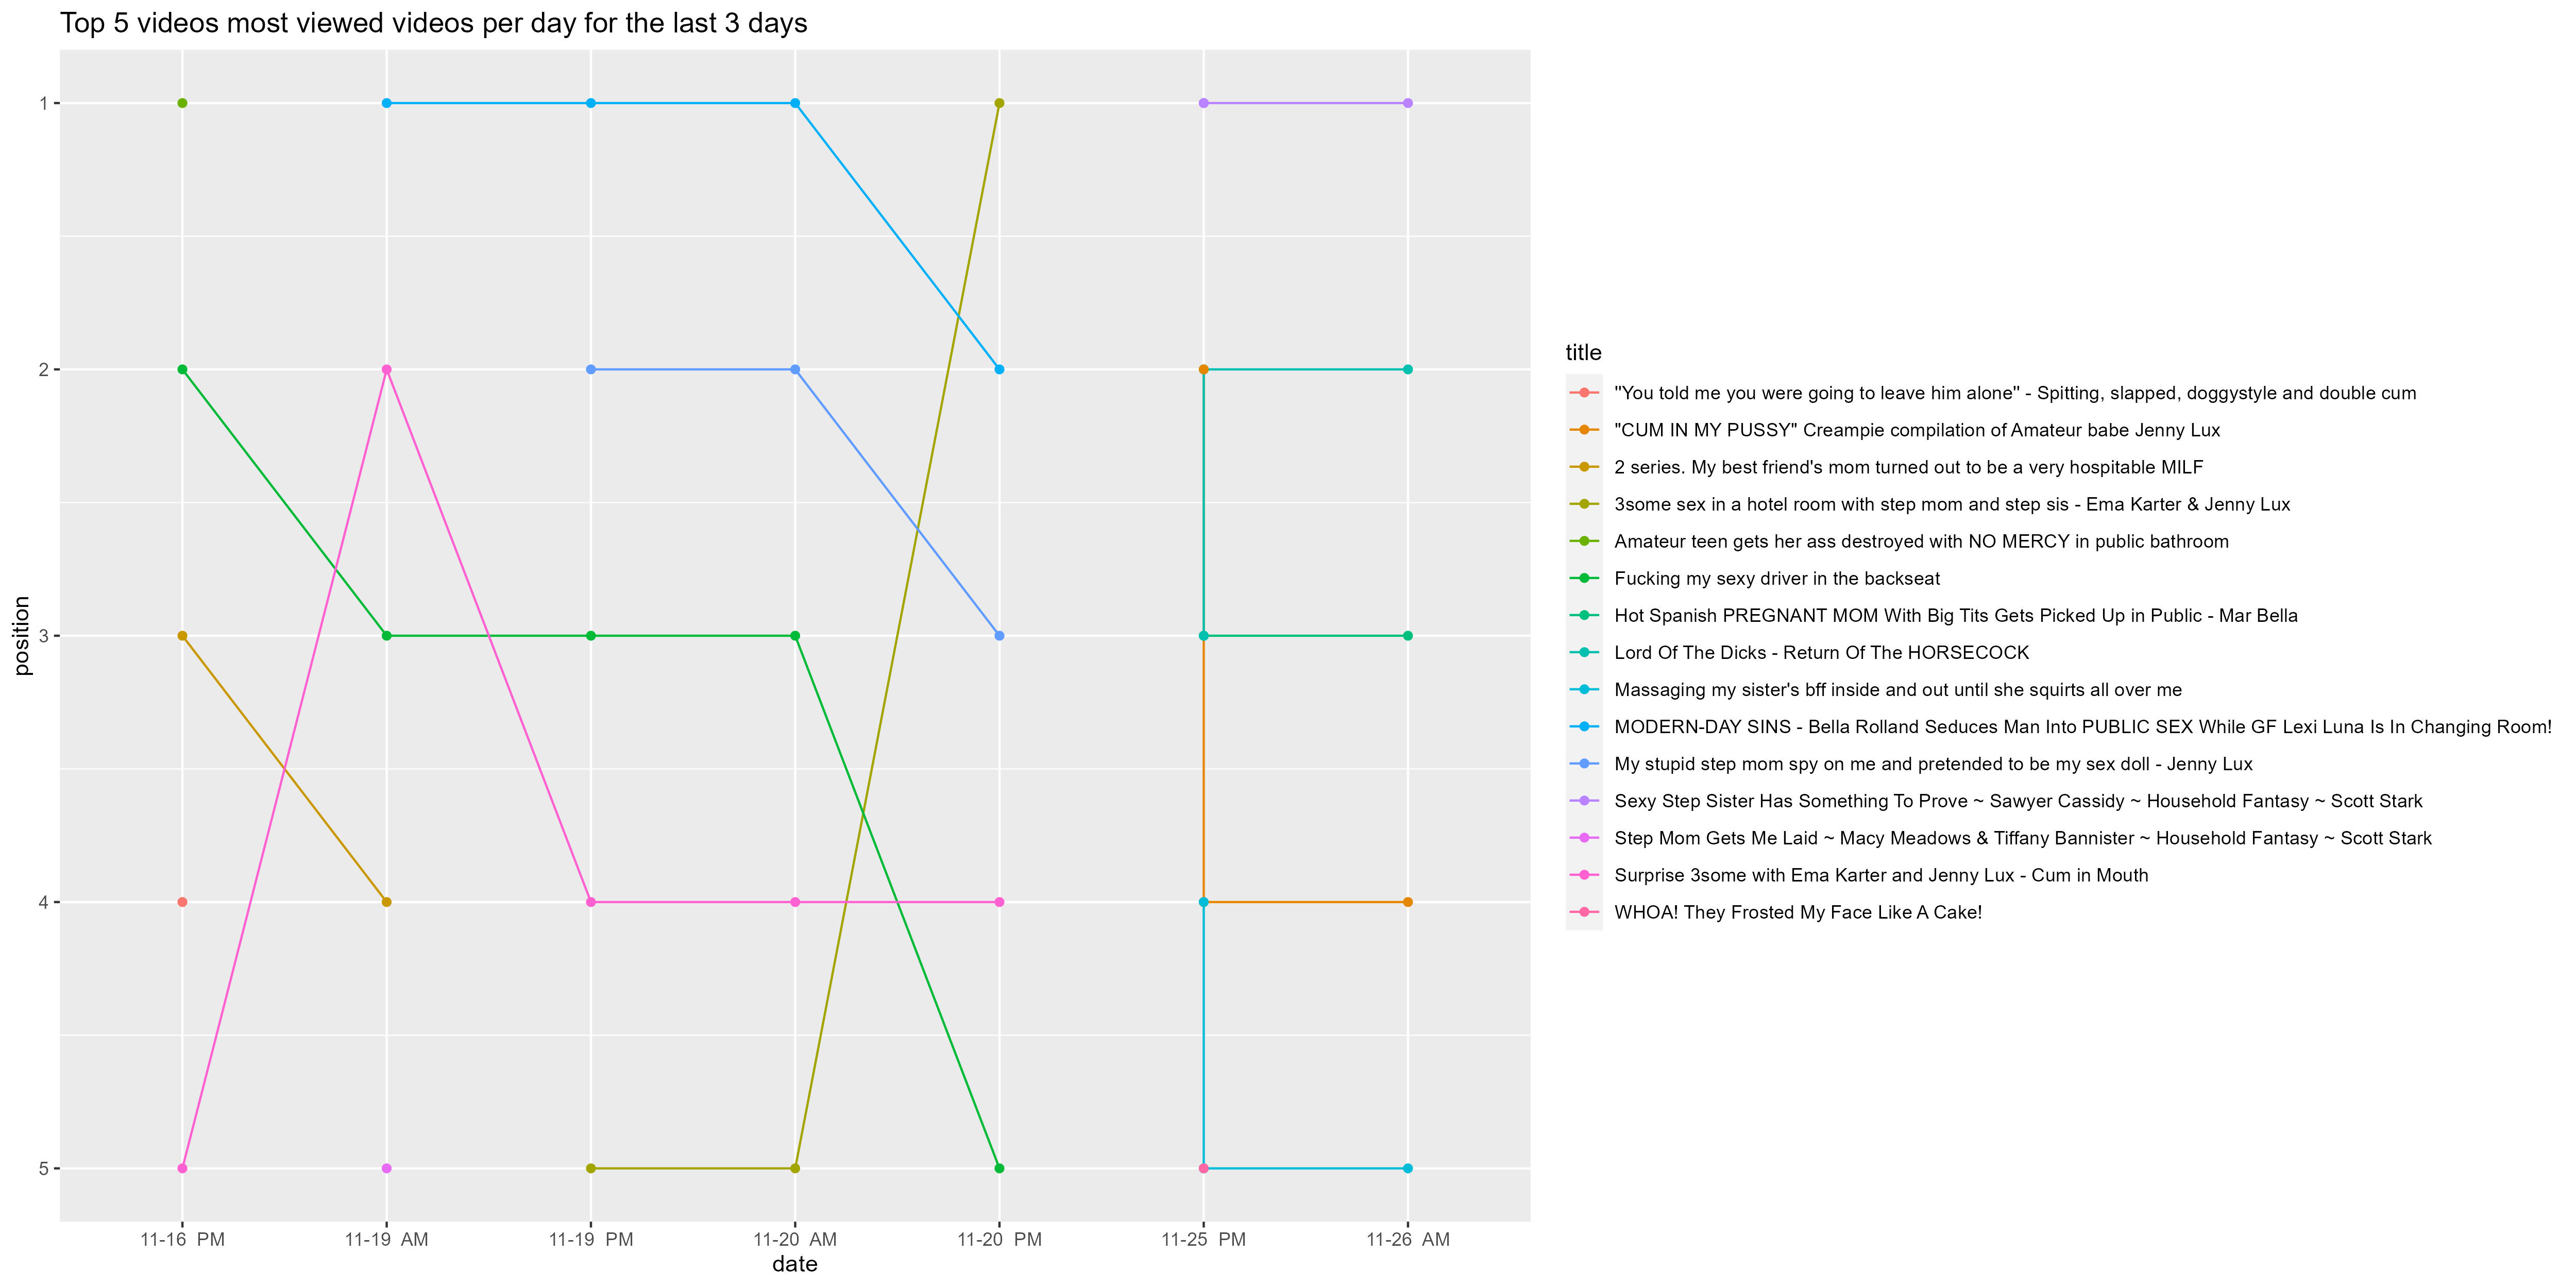 Top 5 videos most viewed videos per day for the last 3 days
1
2
3
4
5
position
11-16 PM
11-19 AM
11-19 PM
11-20 AM
11-20 PM
11-25 PM
11-26 AM
date
title
"You told me you were going to leave him alone" - Spitting, slapped, doggystyle and double cum
"CUM IN MY PUSSY" Creampie compilation of Amateur babe Jenny Lux
2 series. My best friend's mom turned out to be a very hospitable MILF
3some sex in a hotel room with step mom and step sis - Ema Karter & Jenny Lux
Amateur teen gets her ass destroyed with NO MERCY in public bathroom
Fucking my sexy driver in the backseat
Hot Spanish PREGNANT MOM With Big Tits Gets Picked Up in Public - Mar Bella
Lord Of The Dicks - Return Of The HORSECOCK
Massaging my sister's bff inside and out until she squirts all over me
MODERN-DAY SINS - Bella Rolland Seduces Man Into PUBLIC SEX While GF Lexi Luna Is In Changing Room!
My stupid step mom spy on me and pretended to be my sex doll - Jenny Lux
Sexy Step Sister Has Something To Prove ~ Sawyer Cassidy ~ Household Fantasy ~ Scott Stark
Step Mom Gets Me Laid ~ Macy Meadows & Tiffany Bannister ~ Household Fantasy ~ Scott Stark
Surprise 3some with Ema Karter and Jenny Lux - Cum in Mouth
WHOA! They Frosted My Face Like A Cake!